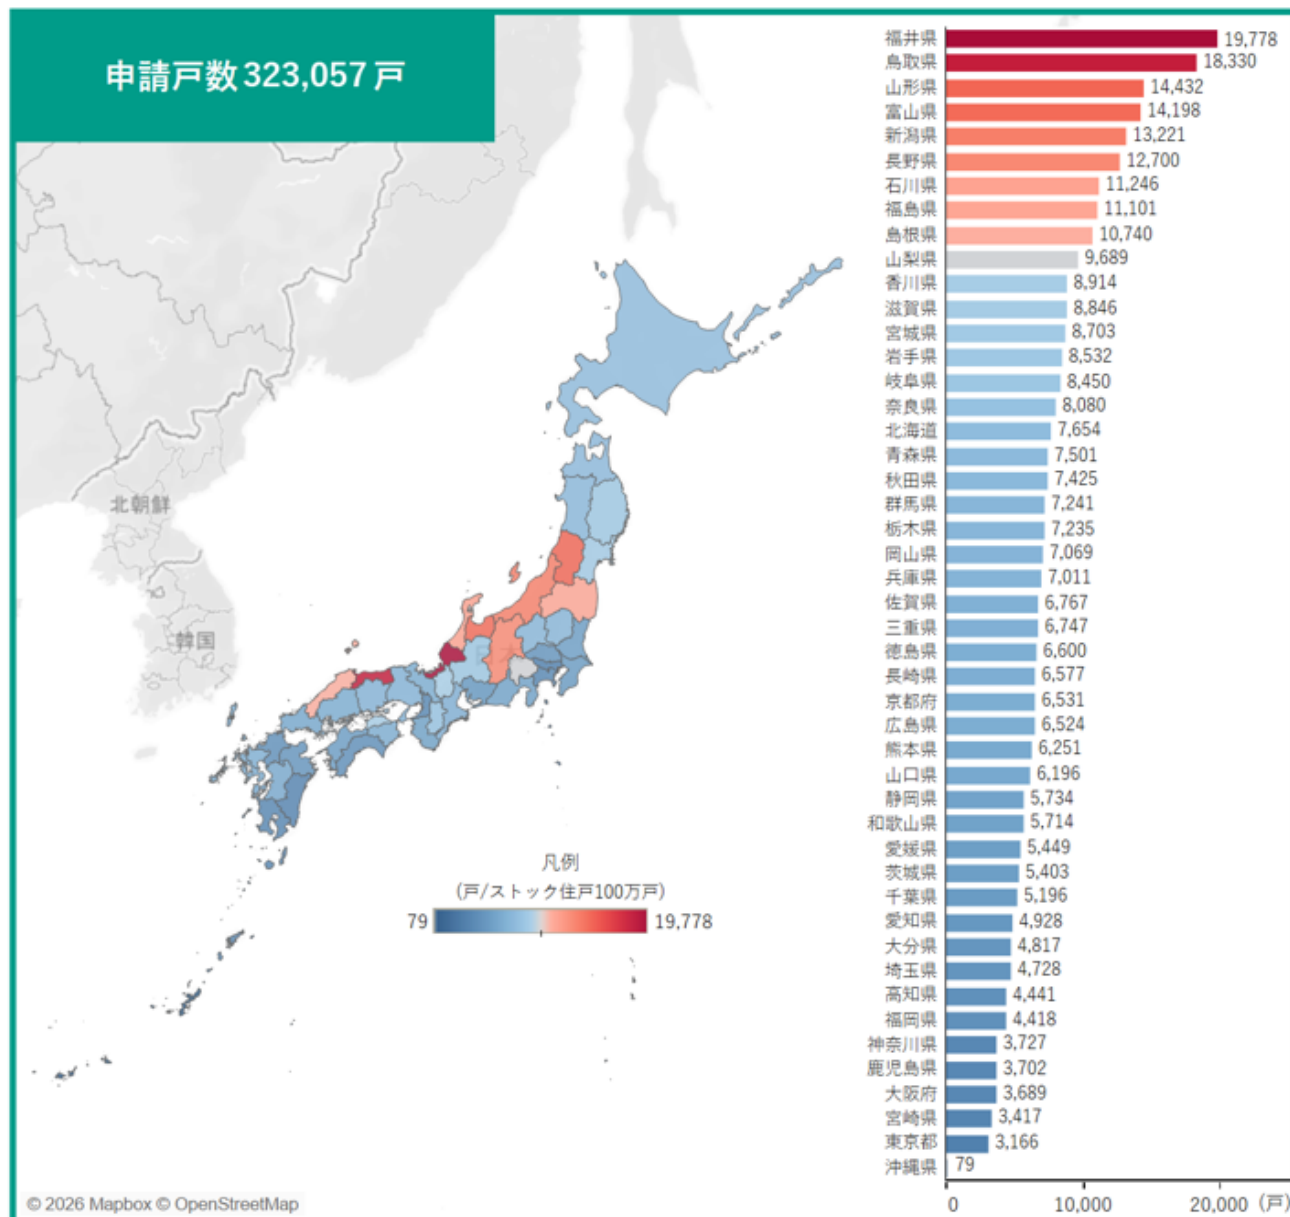 申請戸数323,057戸
北朝鮮
韓国
凡例
(戸/ストック住戸100万戸)
79 19,778
© 2026 Mapbox © OpenStreetMap
福井県 19,778
鳥取県 18,330
山形県 14,432
富山県 14,198
新潟県 13,221
長野県 12,700
石川県 11,246
福島県 11,101
島根県 10,740
山梨県 9,689
香川県 8,914
滋賀県 8,846
宮城県 8,703
岩手県 8,532
岐阜県 8,450
奈良県 8,080
北海道 7,654
青森県 7,501
秋田県 7,425
群馬県 7,241
栃木県 7,235
岡山県 7,069
兵庫県 7,011
佐賀県 6,767
三重県 6,747
徳島県 6,600
長崎県 6,577
京都府 6,531
広島県 6,524
熊本県 6,251
山口県 6,196
静岡県 5,734
和歌山県 5,714
愛媛県 5,449
茨城県 5,403
千葉県 5,196
愛知県 4,928
大分県 4,817
埼玉県 4,728
高知県 4,441
福岡県 4,418
神奈川県 3,727
鹿児島県 3,702
大阪府 3,689
宮崎県 3,417
東京都 3,166
沖縄県 79
0 10,000 20,000 (戸)